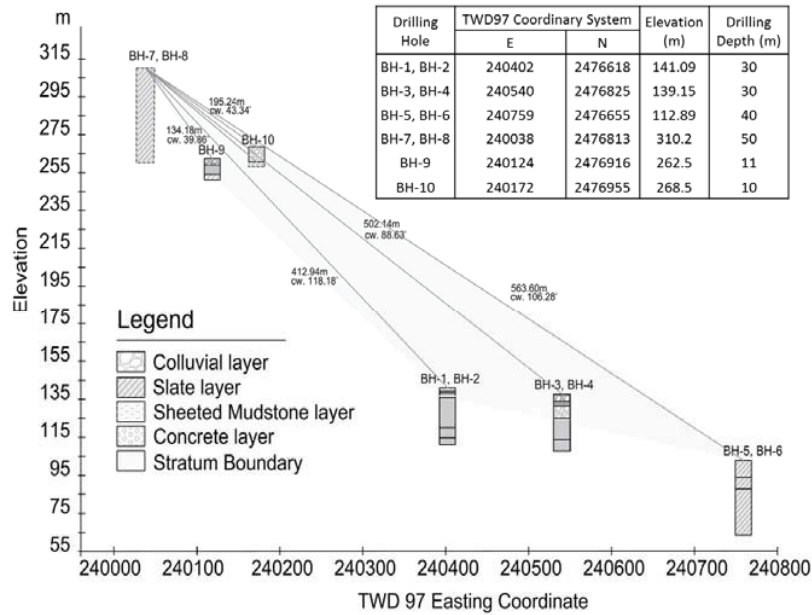 m
315
295
275
255
235
215
195
175
155
135
115
95
75
55
Elevation
BH-7, BH-8
195.24m
cw. 43.34'
134.18m
cw. 39.86'
BH-10
BH-9
502.44m
cw. 88.63'
412.94m
cw. 118.18'
563.60m
cw. 106.28'
BH-1, BH-2
BH-3, BH-4
BH-5, BH-6
Drilling Hole TWD97 Coordinary System Elevation (m) Drilling Depth (m)
E N
BH-1, BH-2 240402 2476618 141.09 30
BH-3, BH-4 240540 2476825 139.15 30
BH-5, BH-6 240759 2476655 112.89 40
BH-7, BH-8 240038 2476813 310.2 50
BH-9 240124 2476916 262.5 11
BH-10 240172 2476955 268.5 10
Legend
Colluvial layer
Slate layer
Sheeted Mudstone layer
Concrete layer
Stratum Boundary
240000 240100 240200 240300 240400 240500 240600 240700 240800
TWD 97 Easting Coordinate